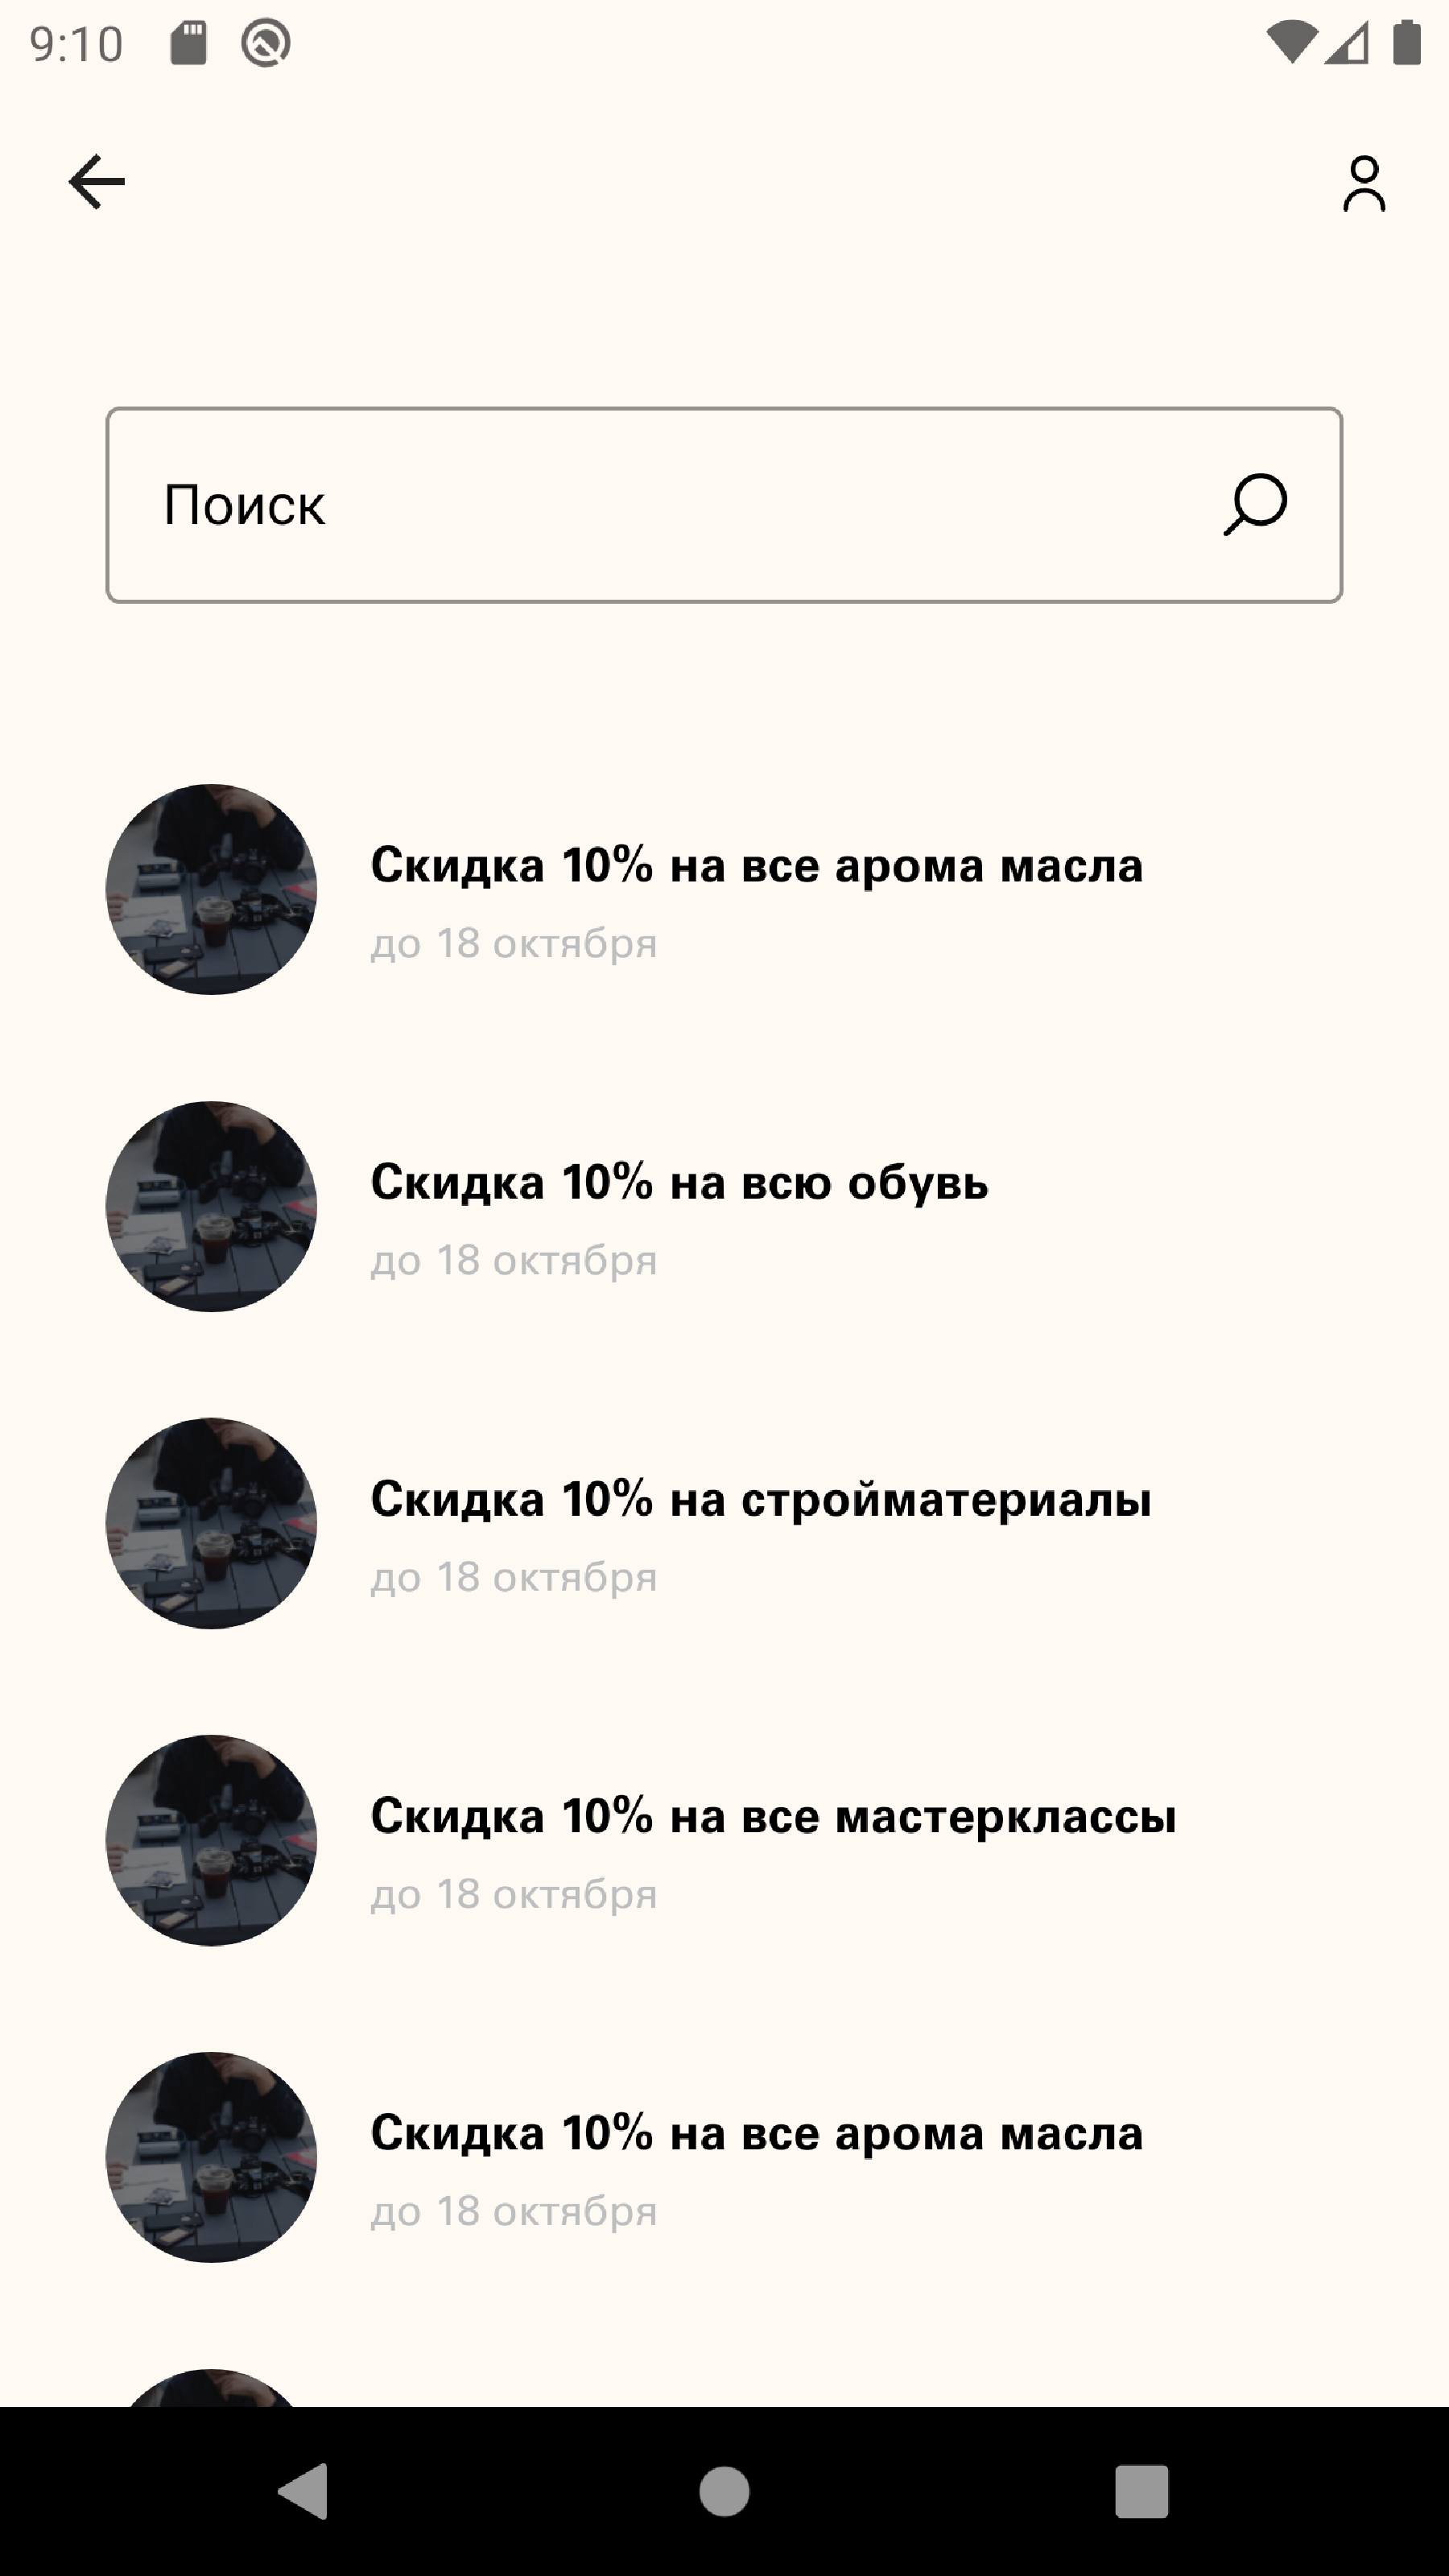 9:10
Поиск
Скидка 10% на все арома масла
до 18 октября
Скидка 10% на всю обувь
до 18 октября
Скидка 10% на стройматериалы
до 18 октября
Скидка 10% на все мастерклассы
до 18 октября
Скидка 10% на все арома масла
до 18 октября